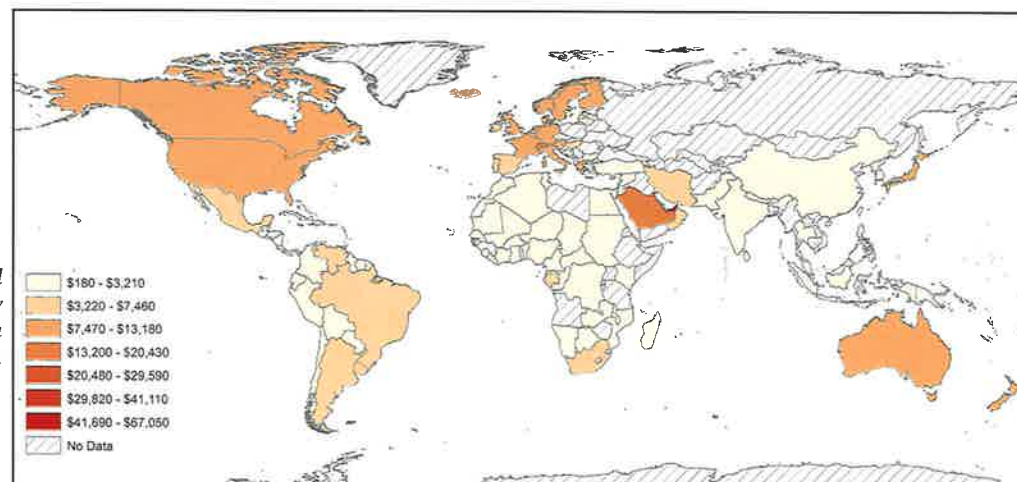 $180 - $3,210
$3,220 - $7,460
$7,470 - $13,180
$13,200 - $20,430
$20,480 - $29,590
$29,820 - $41,110
$41,690 - $67,050
No Data